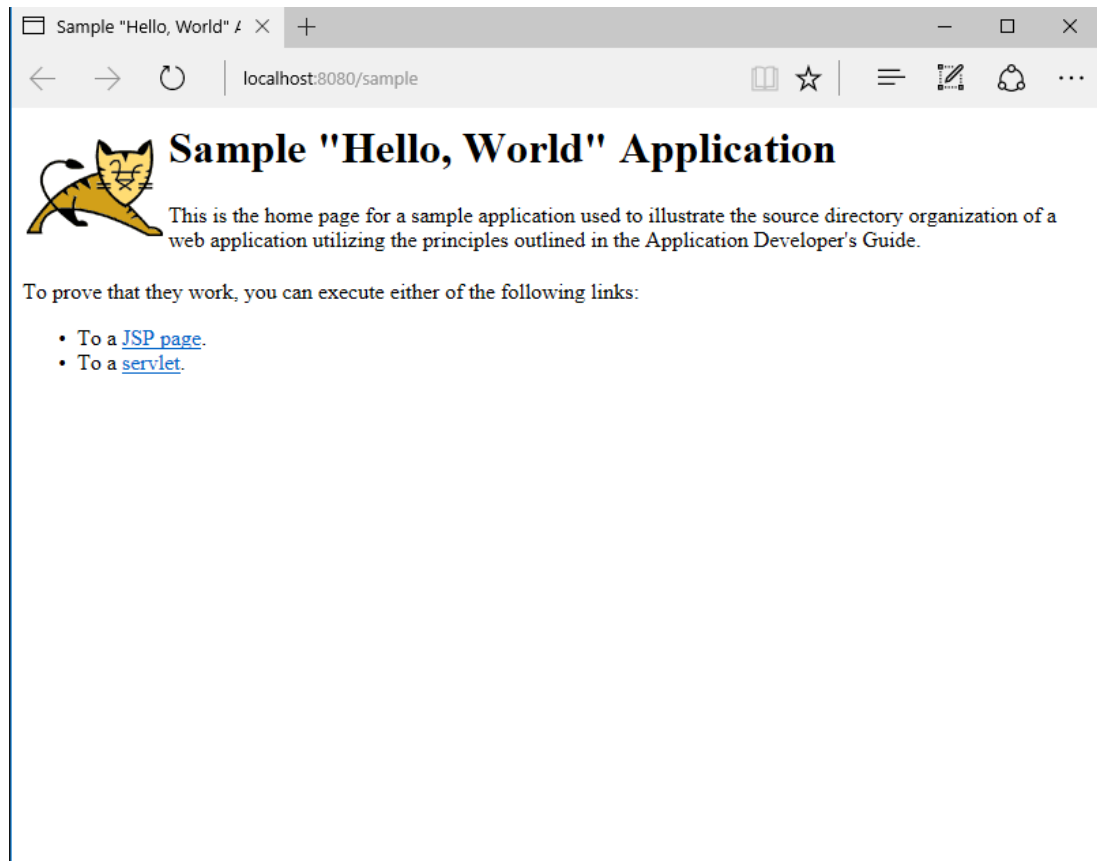 Sample "Hello, World" A
localhost:8080/sample
Sample "Hello, World" Application
This is the home page for a sample application used to illustrate the source directory organization of a
web application utilizing the principles outlined in the Application Developer's Guide.
To prove that they work, you can execute either of the following links:
• To a JSP page.
• To a servlet.